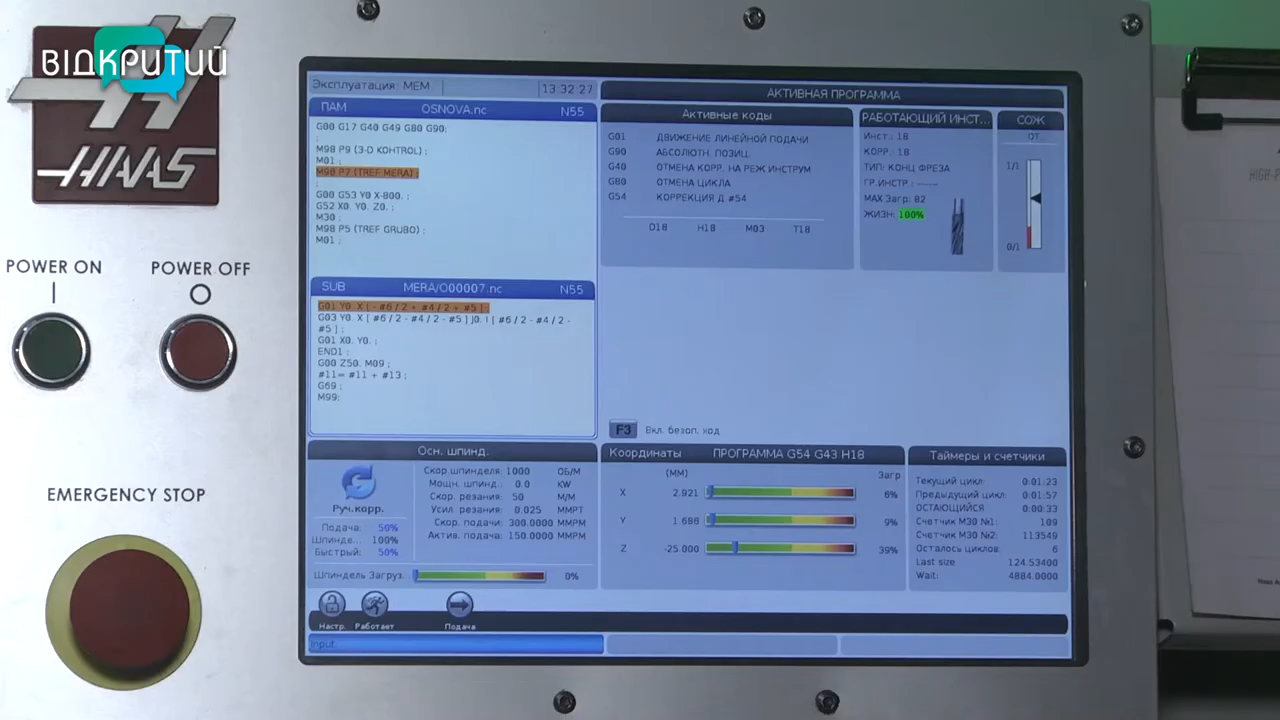 ВІДКРИТИЙ
HAAS
POWER ON
POWER OFF
EMERGENCY STOP
Эксплуатация: MEM
13:32:27
ПАМ OSNOVA.nc N55
G00 G17 G40 G49 G80 G90;
;
M98 P9 (3-D KONTROL) ;
M01 ;
M98 P7 (TREF MERA) ;
;
G00 G53 Y0 X-800. ;
G52 X0. Y0. Z0. ;
M30 ;
M98 P5 (TREF GRUBO) ;
M01 ;
SUB MERA/O00007.nc N55
G01 Y0. X [ - #6 / 2 + #4 / 2 + #5 ]
G03 Y0. X [ #6 / 2 - #4 / 2 - #5 ] J0. I [ #6 / 2 - #4 / 2 -
#5 ] ;
G01 X0. Y0. ;
END1 ;
G00 Z50. M09 ;
#11= #11 + #13 ;
G69 ;
M99;
АКТИВНАЯ ПРОГРАММА
Активные коды
G01 ДВИЖЕНИЕ ЛИНЕЙНОЙ ПОДАЧИ
G90 АБСОЛЮТН. ПОЗИЦ.
G40 ОТМЕНА КОРР. НА РЕЖ ИНСТРУМ
G80 ОТМЕНА ЦИКЛА
G54 КОРРЕКЦИЯ Д #54
D18 H18 M03 T18
РАБОТАЮЩИЙ ИНСТ...
Инст.: 18
КОРР.: 18
ТИП: КОНЦ ФРЕЗА
ГР.ИНСТР : -----
MAX Загр: 82
ЖИЗН: 100%
СОЖ
ОТ
1/1
0/1
F3 Вкл. безоп. код
Осн. шпинд.
Руч.корр.
Подача: 50%
Шпинде... 100%
Быстрый: 50%
Скор.шпинделя: 1000 ОБ/М
Мощн. шпинд.: 0.0 KW
Скор. резания: 50 М/М
Усил. резания: 0.025 ММРТ
Скор. подачи: 300.0000 ММРМ
Актив. подача: 150.0000 ММРМ
Шпиндель Загруз. 0%
Координаты ПРОГРАММА G54 G43 H18
(ММ) Загр
X 2.921 6%
Y 1.686 9%
Z -25.000 39%
Таймеры и счетчики
Текущий цикл: 0:01:23
Предыдущий цикл: 0:01:57
ОСТАЮЩИЙСЯ 0:00:33
Счетчик M30 №1: 109
Счетчик M30 №2: 113549
Осталось циклов: 6
Last size 124.53400
Wait: 4884.0000
Настр. Работает Подача
Input: